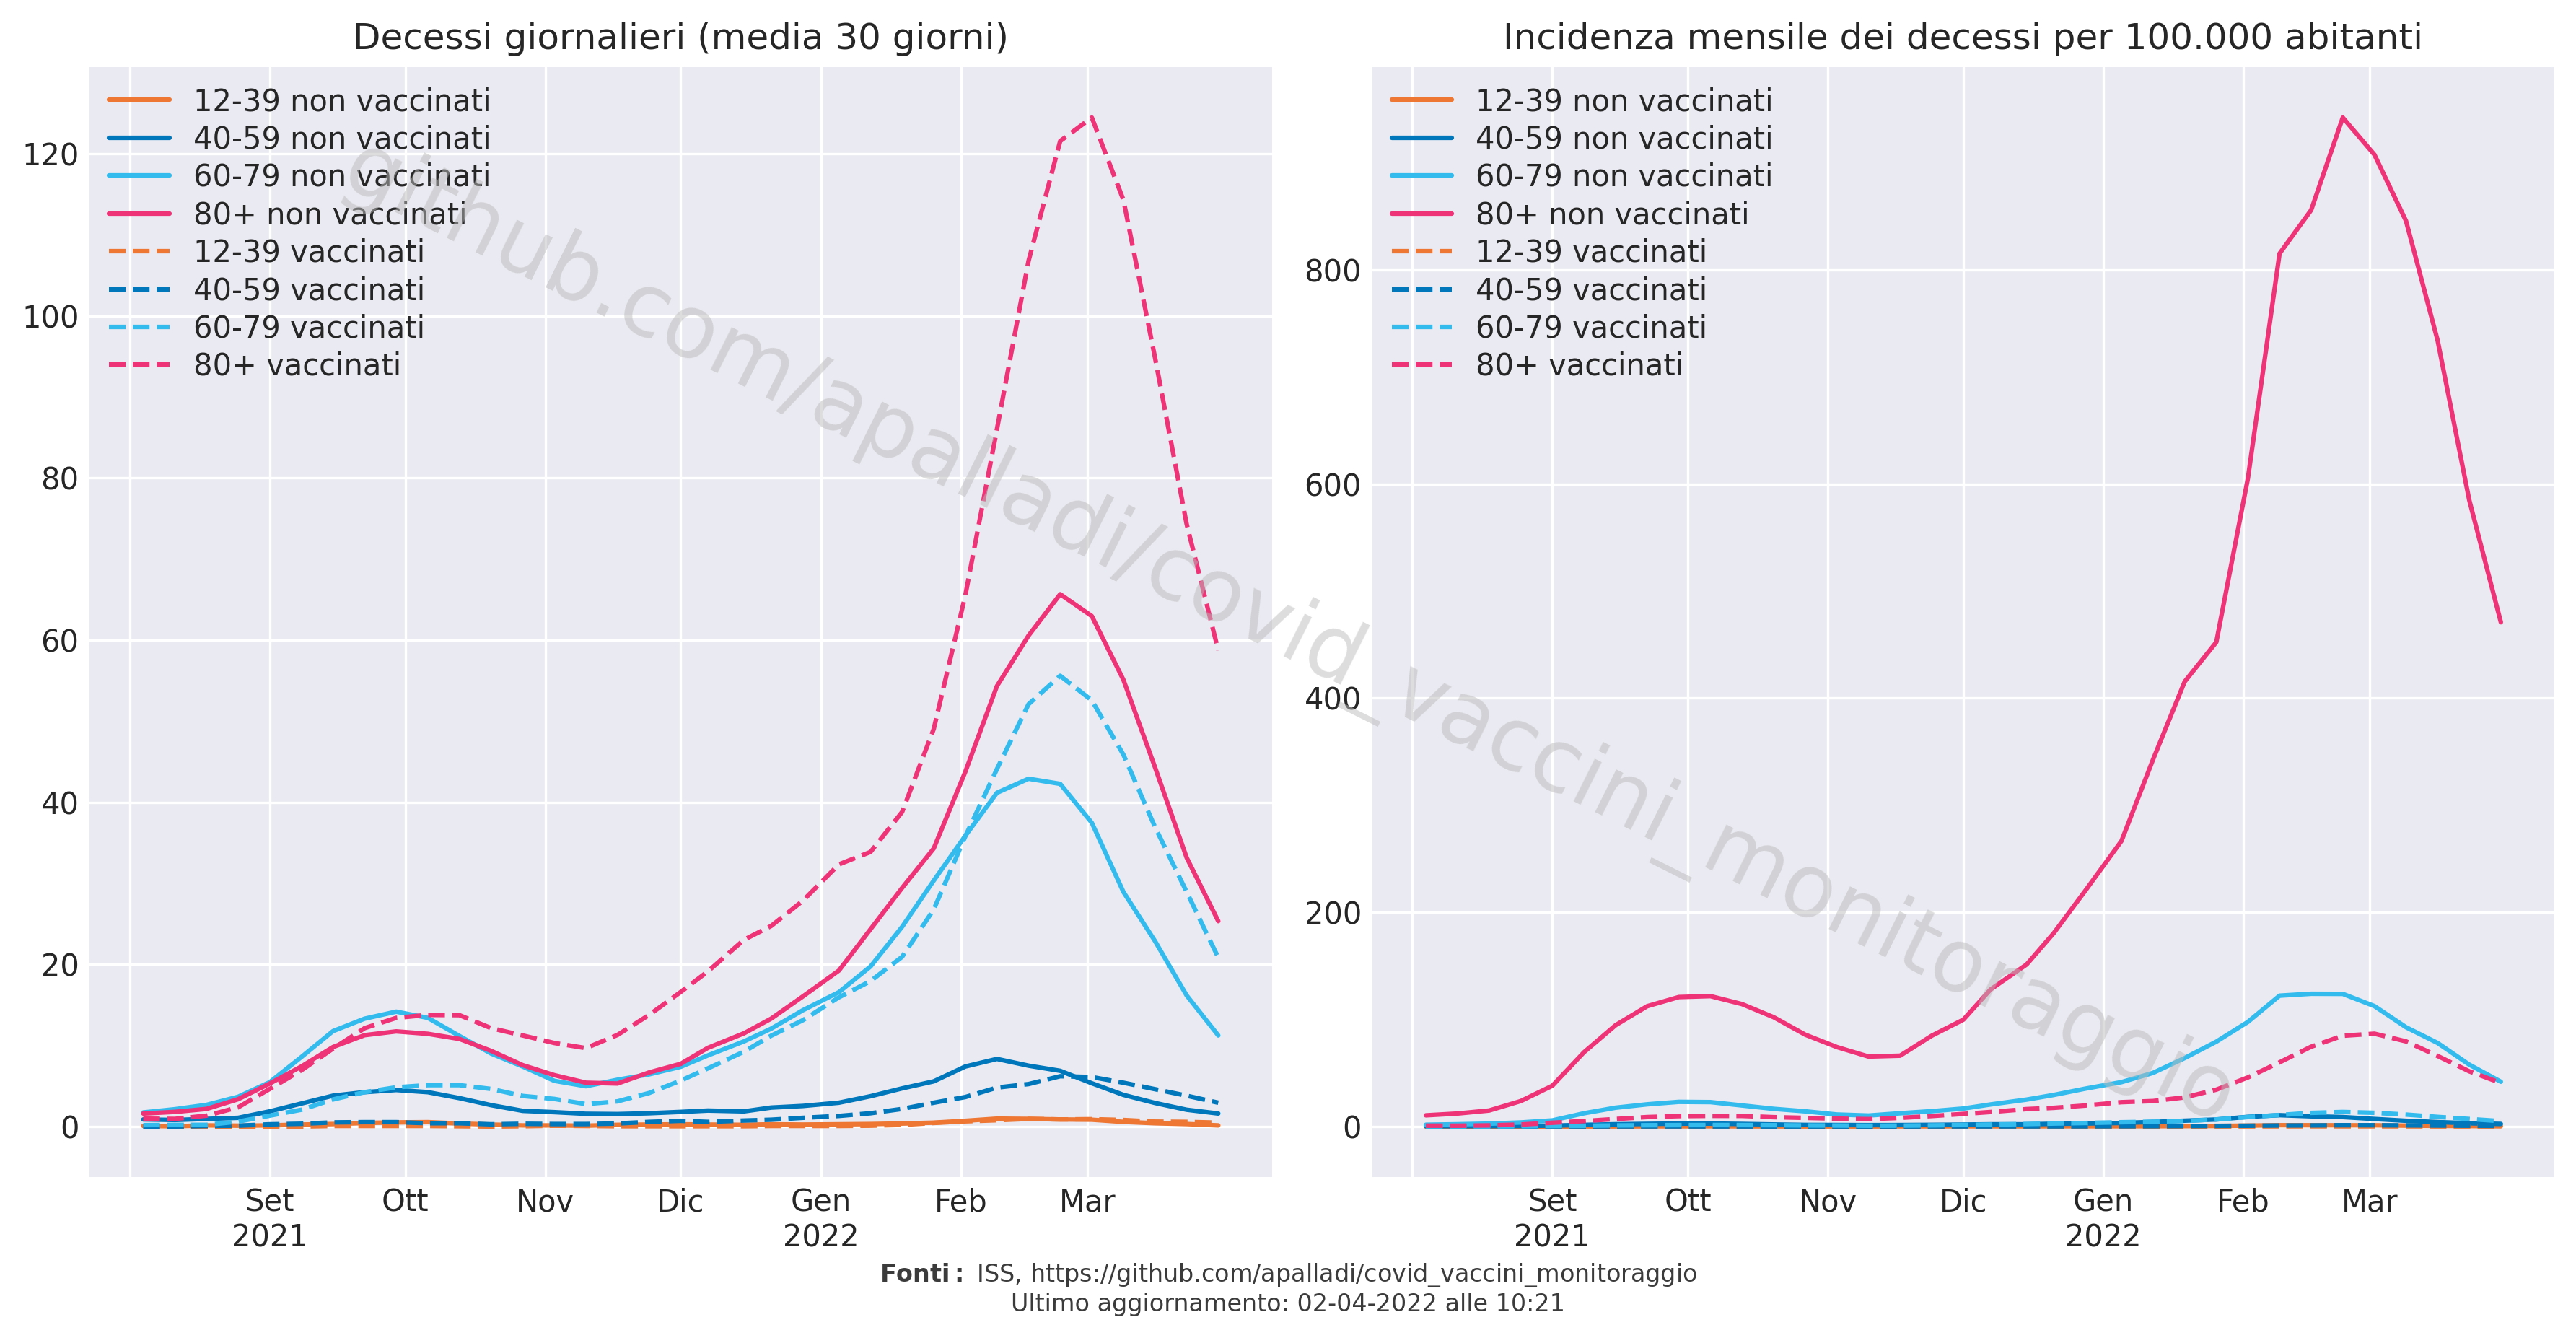 Decessi giornalieri (media 30 giorni)
12-39 non vaccinati
40-59 non vaccinati
60-79 non vaccinati
80+ non vaccinati
12-39 vaccinati
40-59 vaccinati
60-79 vaccinati
80+ vaccinati
120
100
80
60
40
20
0
Set
2021
Ott
Nov
Dic
Gen
2022
Feb
Mar
Incidenza mensile dei decessi per 100.000 abitanti
12-39 non vaccinati
40-59 non vaccinati
60-79 non vaccinati
80+ non vaccinati
12-39 vaccinati
40-59 vaccinati
60-79 vaccinati
80+ vaccinati
800
600
400
200
0
Set
2021
Ott
Nov
Dic
Gen
2022
Feb
Mar
github.com/apalladi/covid_vaccini_monitoraggio
Fonti: ISS, https://github.com/apalladi/covid_vaccini_monitoraggio
Ultimo aggiornamento: 02-04-2022 alle 10:21